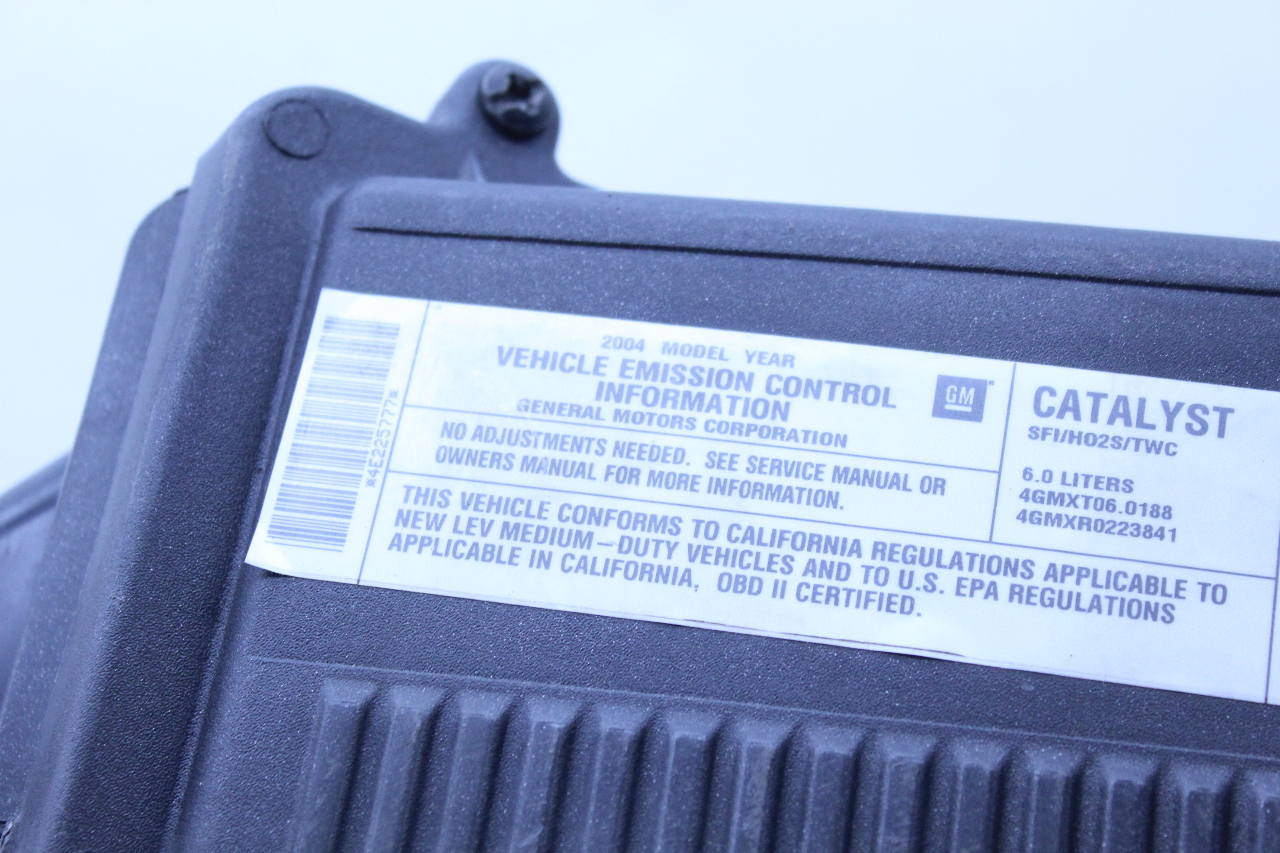 *4E225777*
2004 MODEL YEAR
VEHICLE EMISSION CONTROL
INFORMATION
GENERAL MOTORS CORPORATION
GM
NO ADJUSTMENTS NEEDED. SEE SERVICE MANUAL OR
OWNERS MANUAL FOR MORE INFORMATION.
CATALYST
SFI/HO2S/TWC
6.0 LITERS
4GMXT06.0188
4GMXR0223841
THIS VEHICLE CONFORMS TO CALIFORNIA REGULATIONS APPLICABLE TO
NEW LEV MEDIUM–DUTY VEHICLES AND TO U.S. EPA REGULATIONS
APPLICABLE IN CALIFORNIA, OBD II CERTIFIED.